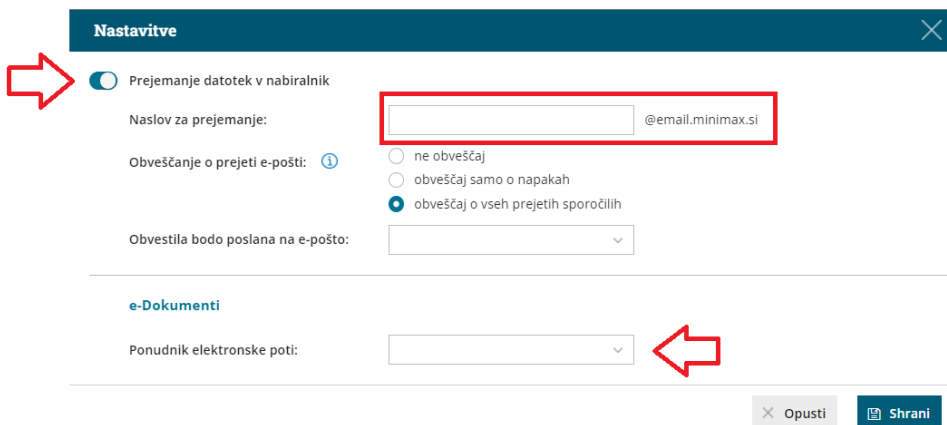 Nastavitve
Prejemanje datotek v nabiralnik
Naslov za prejemanje: @email.minimax.si
Obveščanje o prejeti e-pošti: i ne obveščaj
obveščaj samo o napakah
obveščaj o vseh prejetih sporočilih
Obvestila bodo poslana na e-pošto:
e-Dokumenti
Ponudnik elektronske poti:
Opusti Shrani